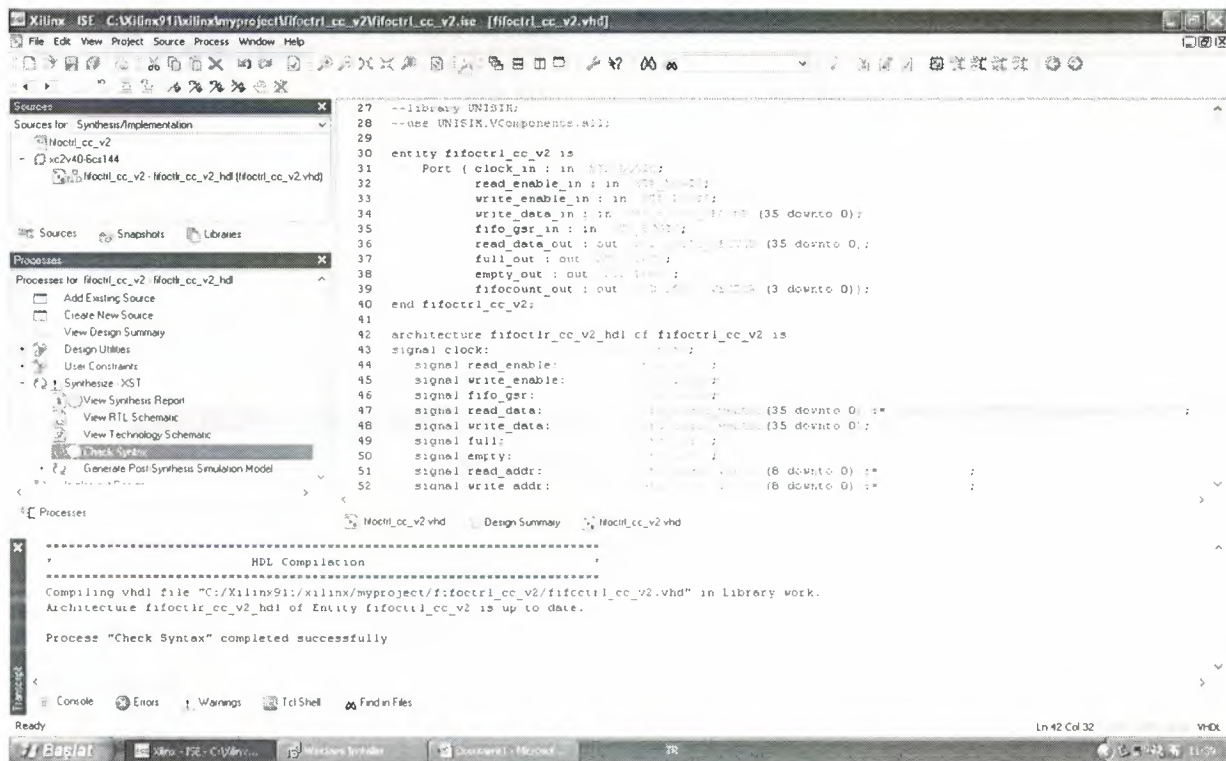 Xilinx - ISE - C:\Xilinx91i\xilinx\myproject\fifoctrl_cc_v2\fifoctrl_cc_v2.ise - [fifoctrl_cc_v2.vhd]
File Edit View Project Source Process Window Help
Sources
Sources for: Synthesis/Implementation
fifoctrl_cc_v2
xc2v40-6cs144
fifoctrl_cc_v2 - fifoctlr_cc_v2_hdl (fifoctrl_cc_v2.vhd)
Sources Snapshots Libraries
Processes
Processes for: fifoctrl_cc_v2 - fifoctlr_cc_v2_hdl
Add Existing Source
Create New Source
View Design Summary
Design Utilities
User Constraints
Synthesize - XST
View Synthesis Report
View RTL Schematic
View Technology Schematic
Check Syntax
Generate Post-Synthesis Simulation Model
Processes
27 --library UNISIM;
28 --use UNISIM.VComponents.all;
29
30 entity fifoctrl_cc_v2 is
31 Port ( clock_in : in ;
32 read_enable_in : in ;
33 write_enable_in : in ;
34 write_data_in : in (35 downto 0);
35 fifo_gsr_in : in ;
36 read_data_out : out (35 downto 0);
37 full_out : out ;
38 empty_out : out ;
39 fifocount_out : out (3 downto 0));
40 end fifoctrl_cc_v2;
41
42 architecture fifoctlr_cc_v2_hdl of fifoctrl_cc_v2 is
43 signal clock: ;
44 signal read_enable: ;
45 signal write_enable: ;
46 signal fifo_gsr: ;
47 signal read_data: (35 downto 0) := ;
48 signal write_data: (35 downto 0);
49 signal full: ;
50 signal empty: ;
51 signal read_addr: (8 downto 0) := ;
52 signal write_addr: (8 downto 0) := ;
fifoctrl_cc_v2.vhd Design Summary fifoctrl_cc_v2.vhd
* HDL Compilation *
Compiling vhdl file "C:/Xilinx91i/xilinx/myproject/fifoctrl_cc_v2/fifoctrl_cc_v2.vhd" in Library work.
Architecture fifoctlr_cc_v2_hdl of Entity fifoctrl_cc_v2 is up to date.
Process "Check Syntax" completed successfully
Transcript
Console Errors Warnings Tcl Shell Find in Files
Ready Ln 42 Col 32 VHDL
Başlat Xilinx - ISE - C:\Xilinx... Windows Installer Document1 - Microsof... TR